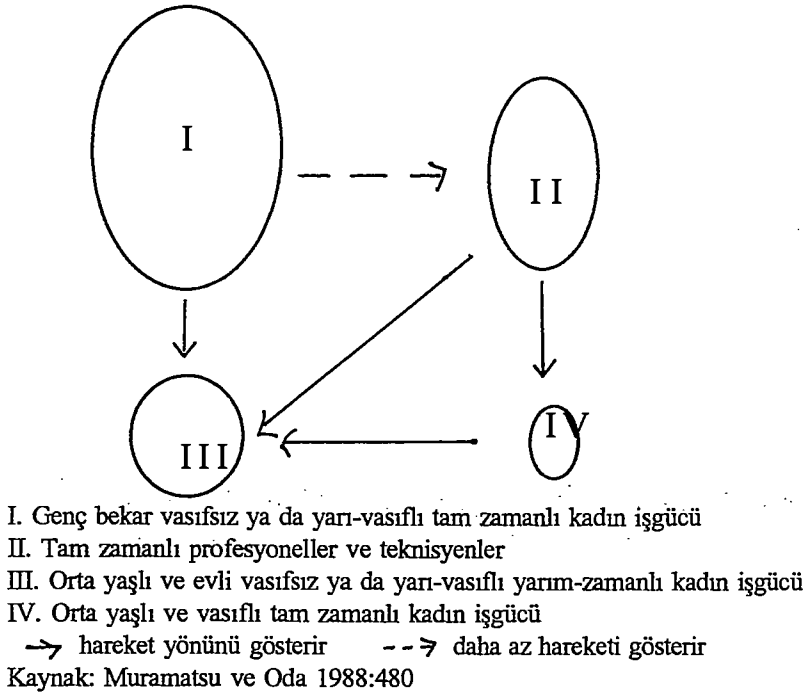 I
II
III
IV
I. Genç bekar vasıfsız ya da yarı-vasıflı tam zamanlı kadın işgücü
II. Tam zamanlı profesyoneller ve teknisyenler
III. Orta yaşlı ve evli vasıfsız ya da yarı-vasıflı yarım-zamanlı kadın işgücü
IV. Orta yaşlı ve vasıflı tam zamanlı kadın işgücü
→ hareket yönünü gösterir --→ daha az hareketi gösterir
Kaynak: Muramatsu ve Oda 1988:480